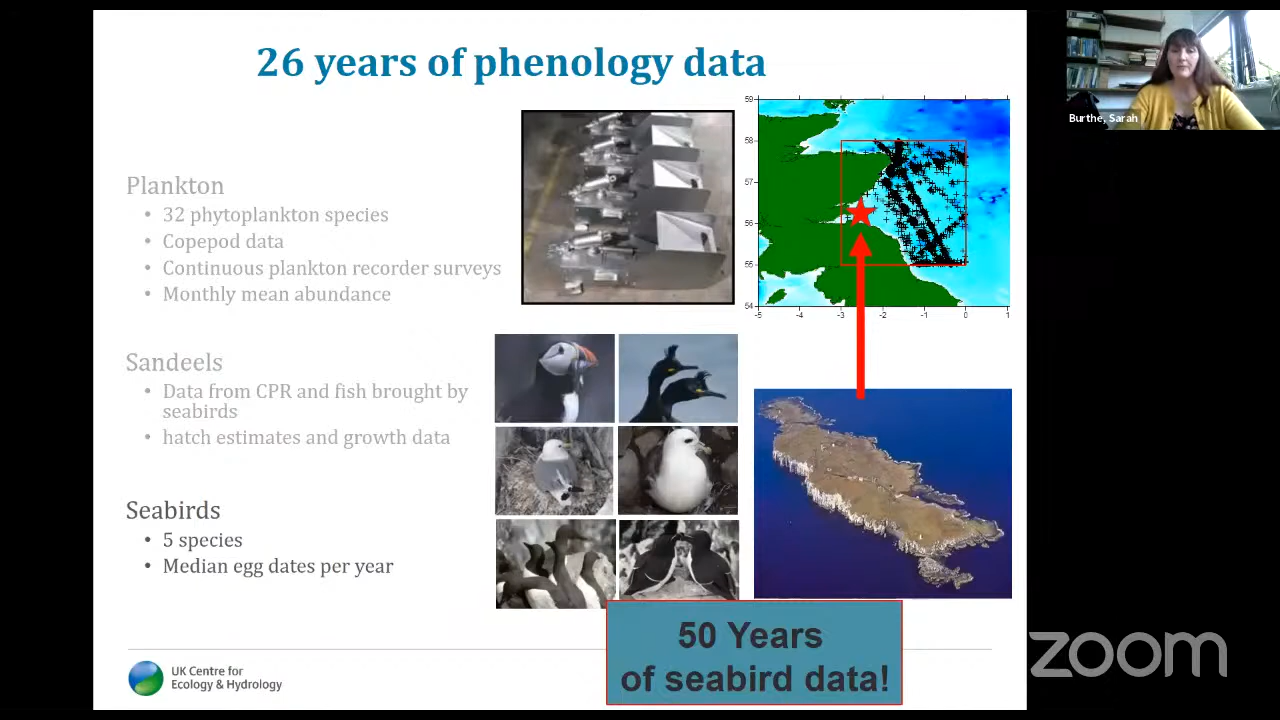 26 years of phenology data
Plankton
• 32 phytoplankton species
• Copepod data
• Continuous plankton recorder surveys
• Monthly mean abundance
Sandeels
• Data from CPR and fish brought by
seabirds
• hatch estimates and growth data
Seabirds
• 5 species
• Median egg dates per year
59
58
57
56
55
54
-5 -4 -3 -2 -1 0 1
50 Years
of seabird data!
UK Centre for
Ecology & Hydrology
Burthe, Sarah
zoom